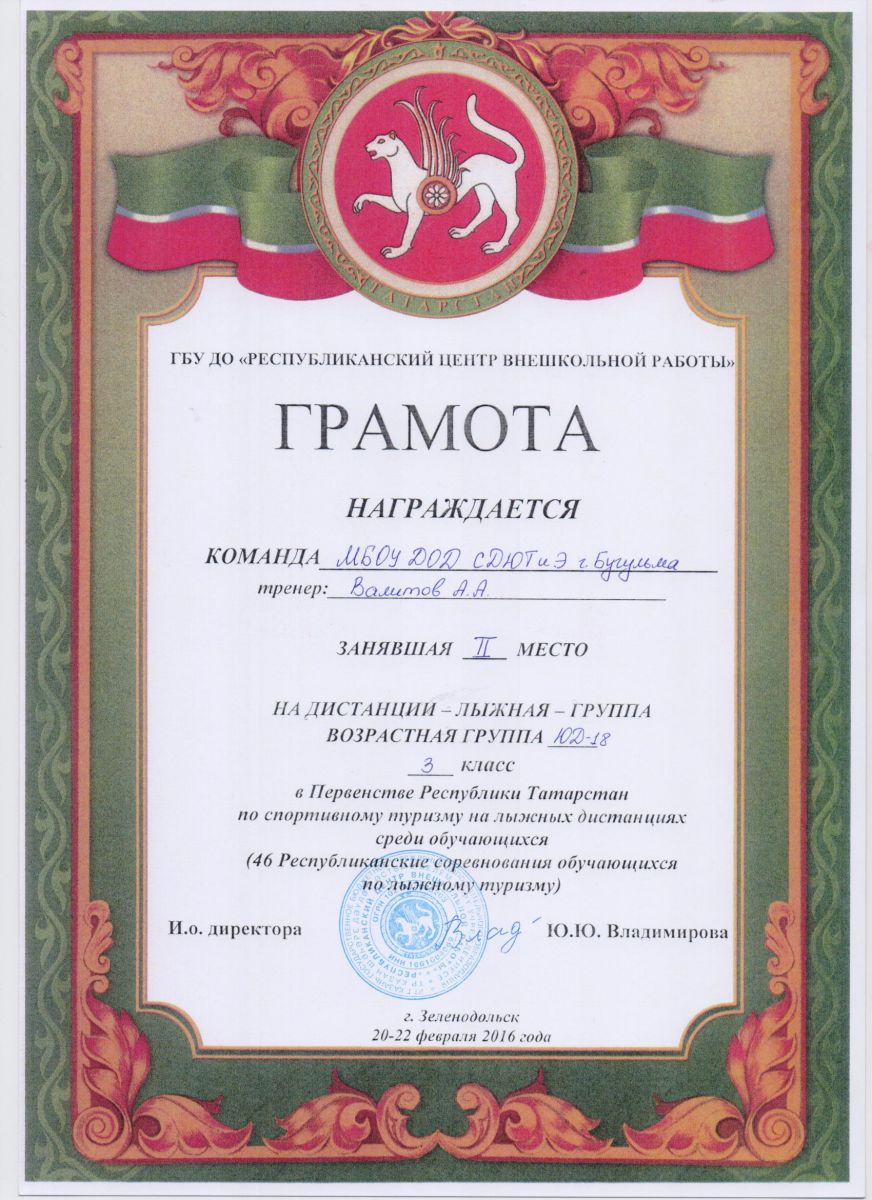 ТАТАРСТАН
ГБУ ДО «РЕСПУБЛИКАНСКИЙ ЦЕНТР ВНЕШКОЛЬНОЙ РАБОТЫ»
ГРАМОТА
НАГРАЖДАЕТСЯ
КОМАНДА МБОУ ДОД СДЮТиЭ г. Бугульма
тренер: Валитов А.А.
ЗАНЯВШАЯ II МЕСТО
НА ДИСТАНЦИИ – ЛЫЖНАЯ – ГРУППА
ВОЗРАСТНАЯ ГРУППА ЮД-18
3 класс
в Первенстве Республики Татарстан
по спортивному туризму на лыжных дистанциях
среди обучающихся
(46 Республиканские соревнования обучающихся
по лыжному туризму)
И.о. директора Влад Ю.Ю. Владимирова
г. Зеленодольск
20-22 февраля 2016 года